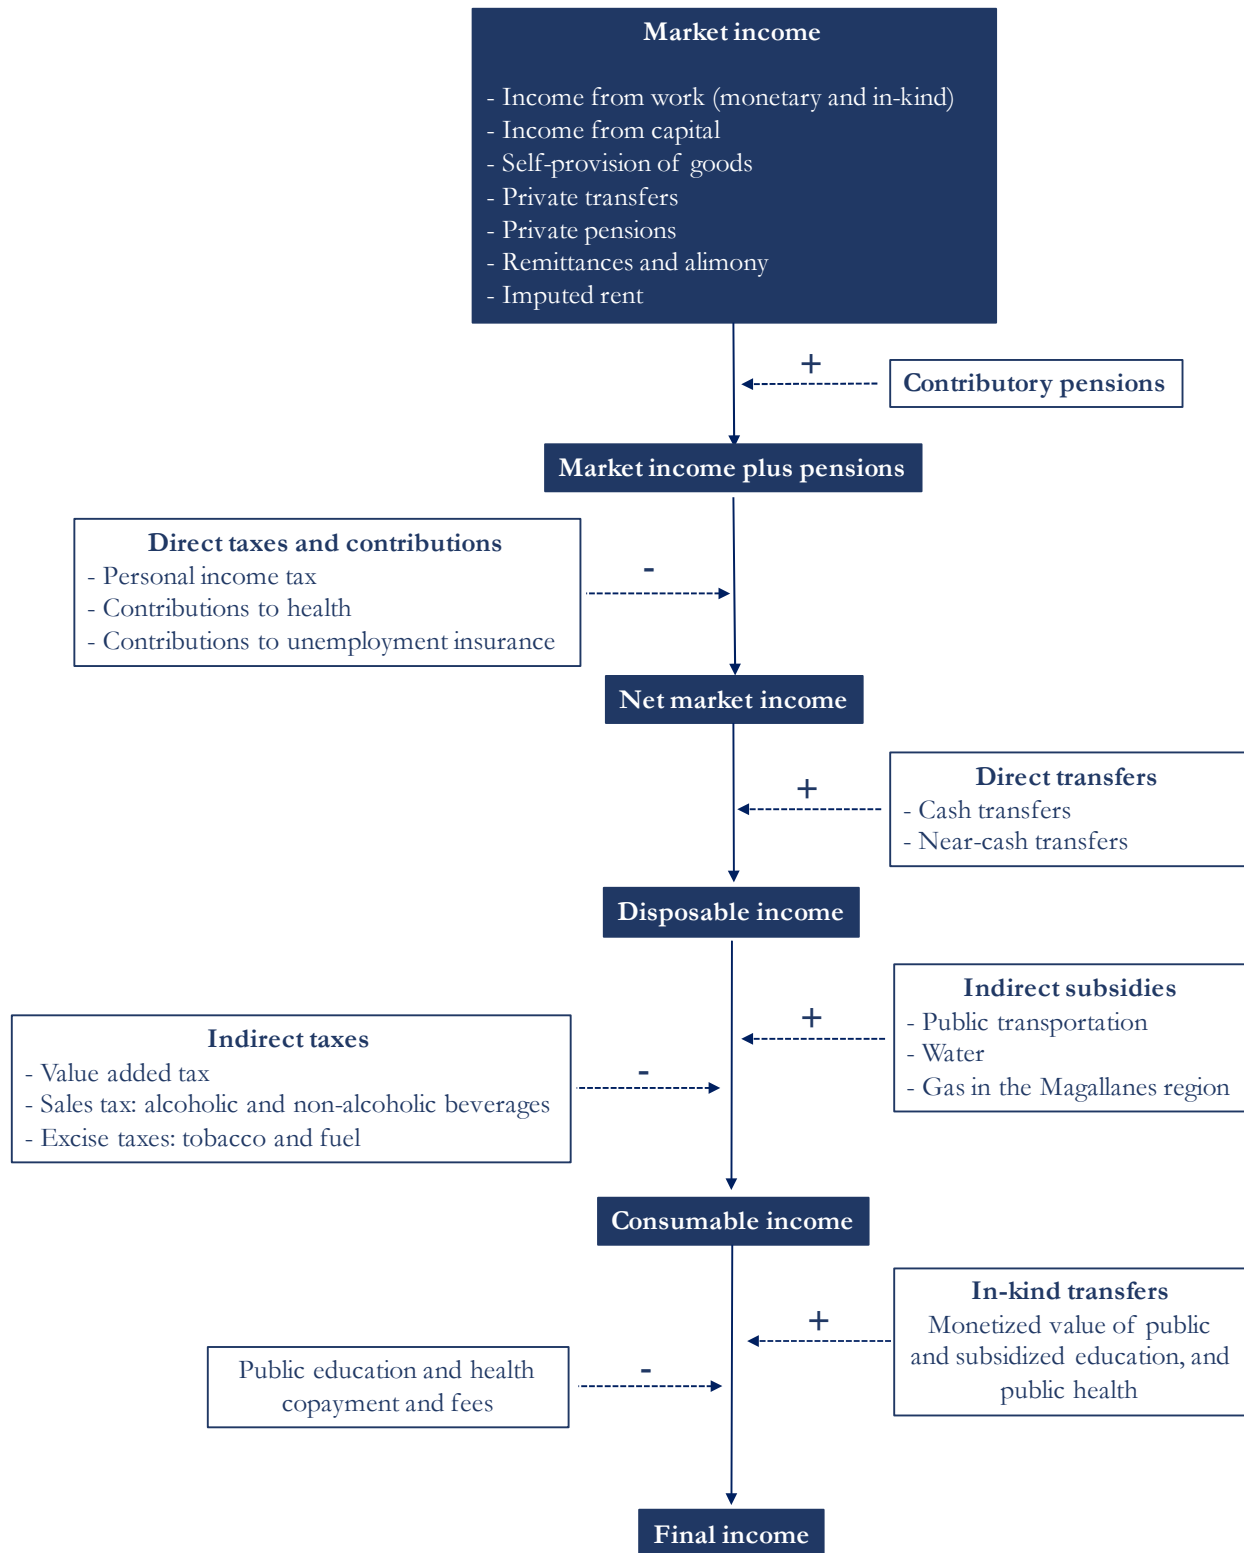 Market income
- Income from work (monetary and in-kind)
- Income from capital
- Self-provision of goods
- Private transfers
- Private pensions
- Remittances and alimony
- Imputed rent
+
Contributory pensions
Market income plus pensions
Direct taxes and contributions
- Personal income tax
- Contributions to health
- Contributions to unemployment insurance
-
Net market income
+
Direct transfers
- Cash transfers
- Near-cash transfers
Disposable income
+
Indirect subsidies
- Public transportation
- Water
- Gas in the Magallanes region
Indirect taxes
- Value added tax
- Sales tax: alcoholic and non-alcoholic beverages
- Excise taxes: tobacco and fuel
-
Consumable income
+
In-kind transfers
Monetized value of public
and subsidized education, and
public health
Public education and health
copayment and fees
-
Final income